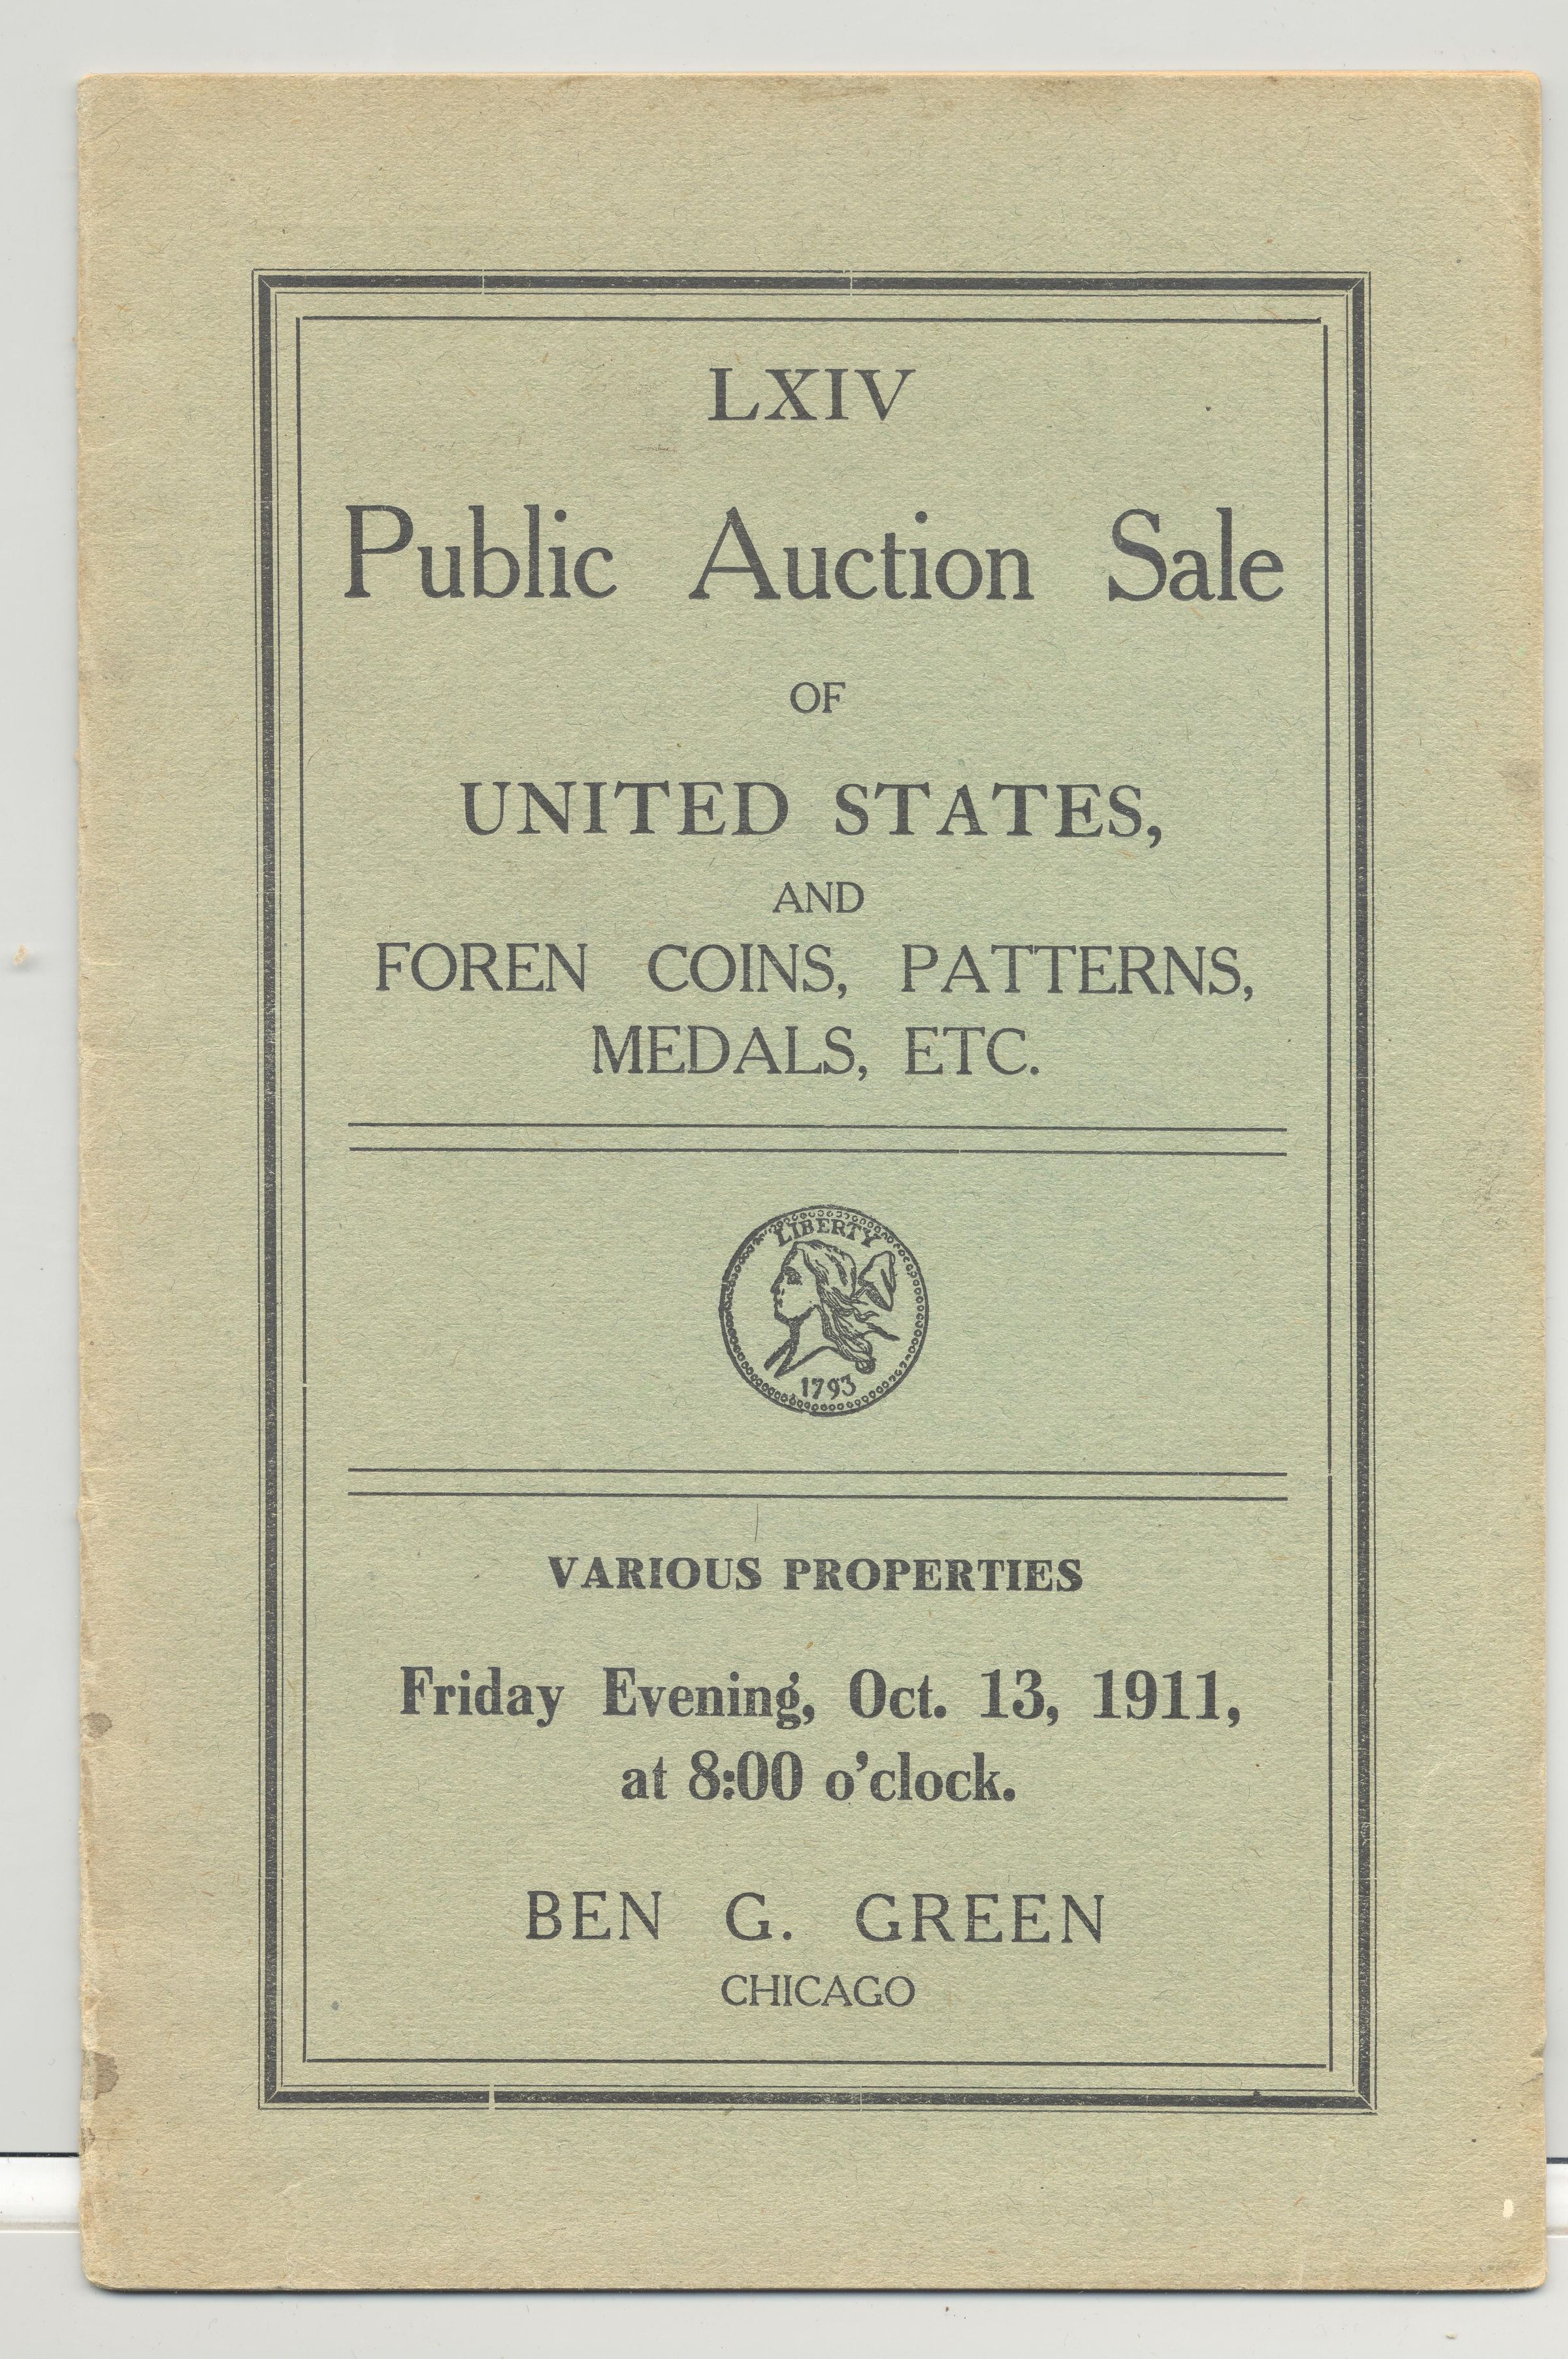 LXIV
Public Auction Sale
OF
UNITED STATES,
AND
FOREN COINS, PATTERNS,
MEDALS, ETC.
LIBERTY
1793
VARIOUS PROPERTIES
Friday Evening, Oct. 13, 1911,
at 8:00 o'clock.
BEN G. GREEN
CHICAGO